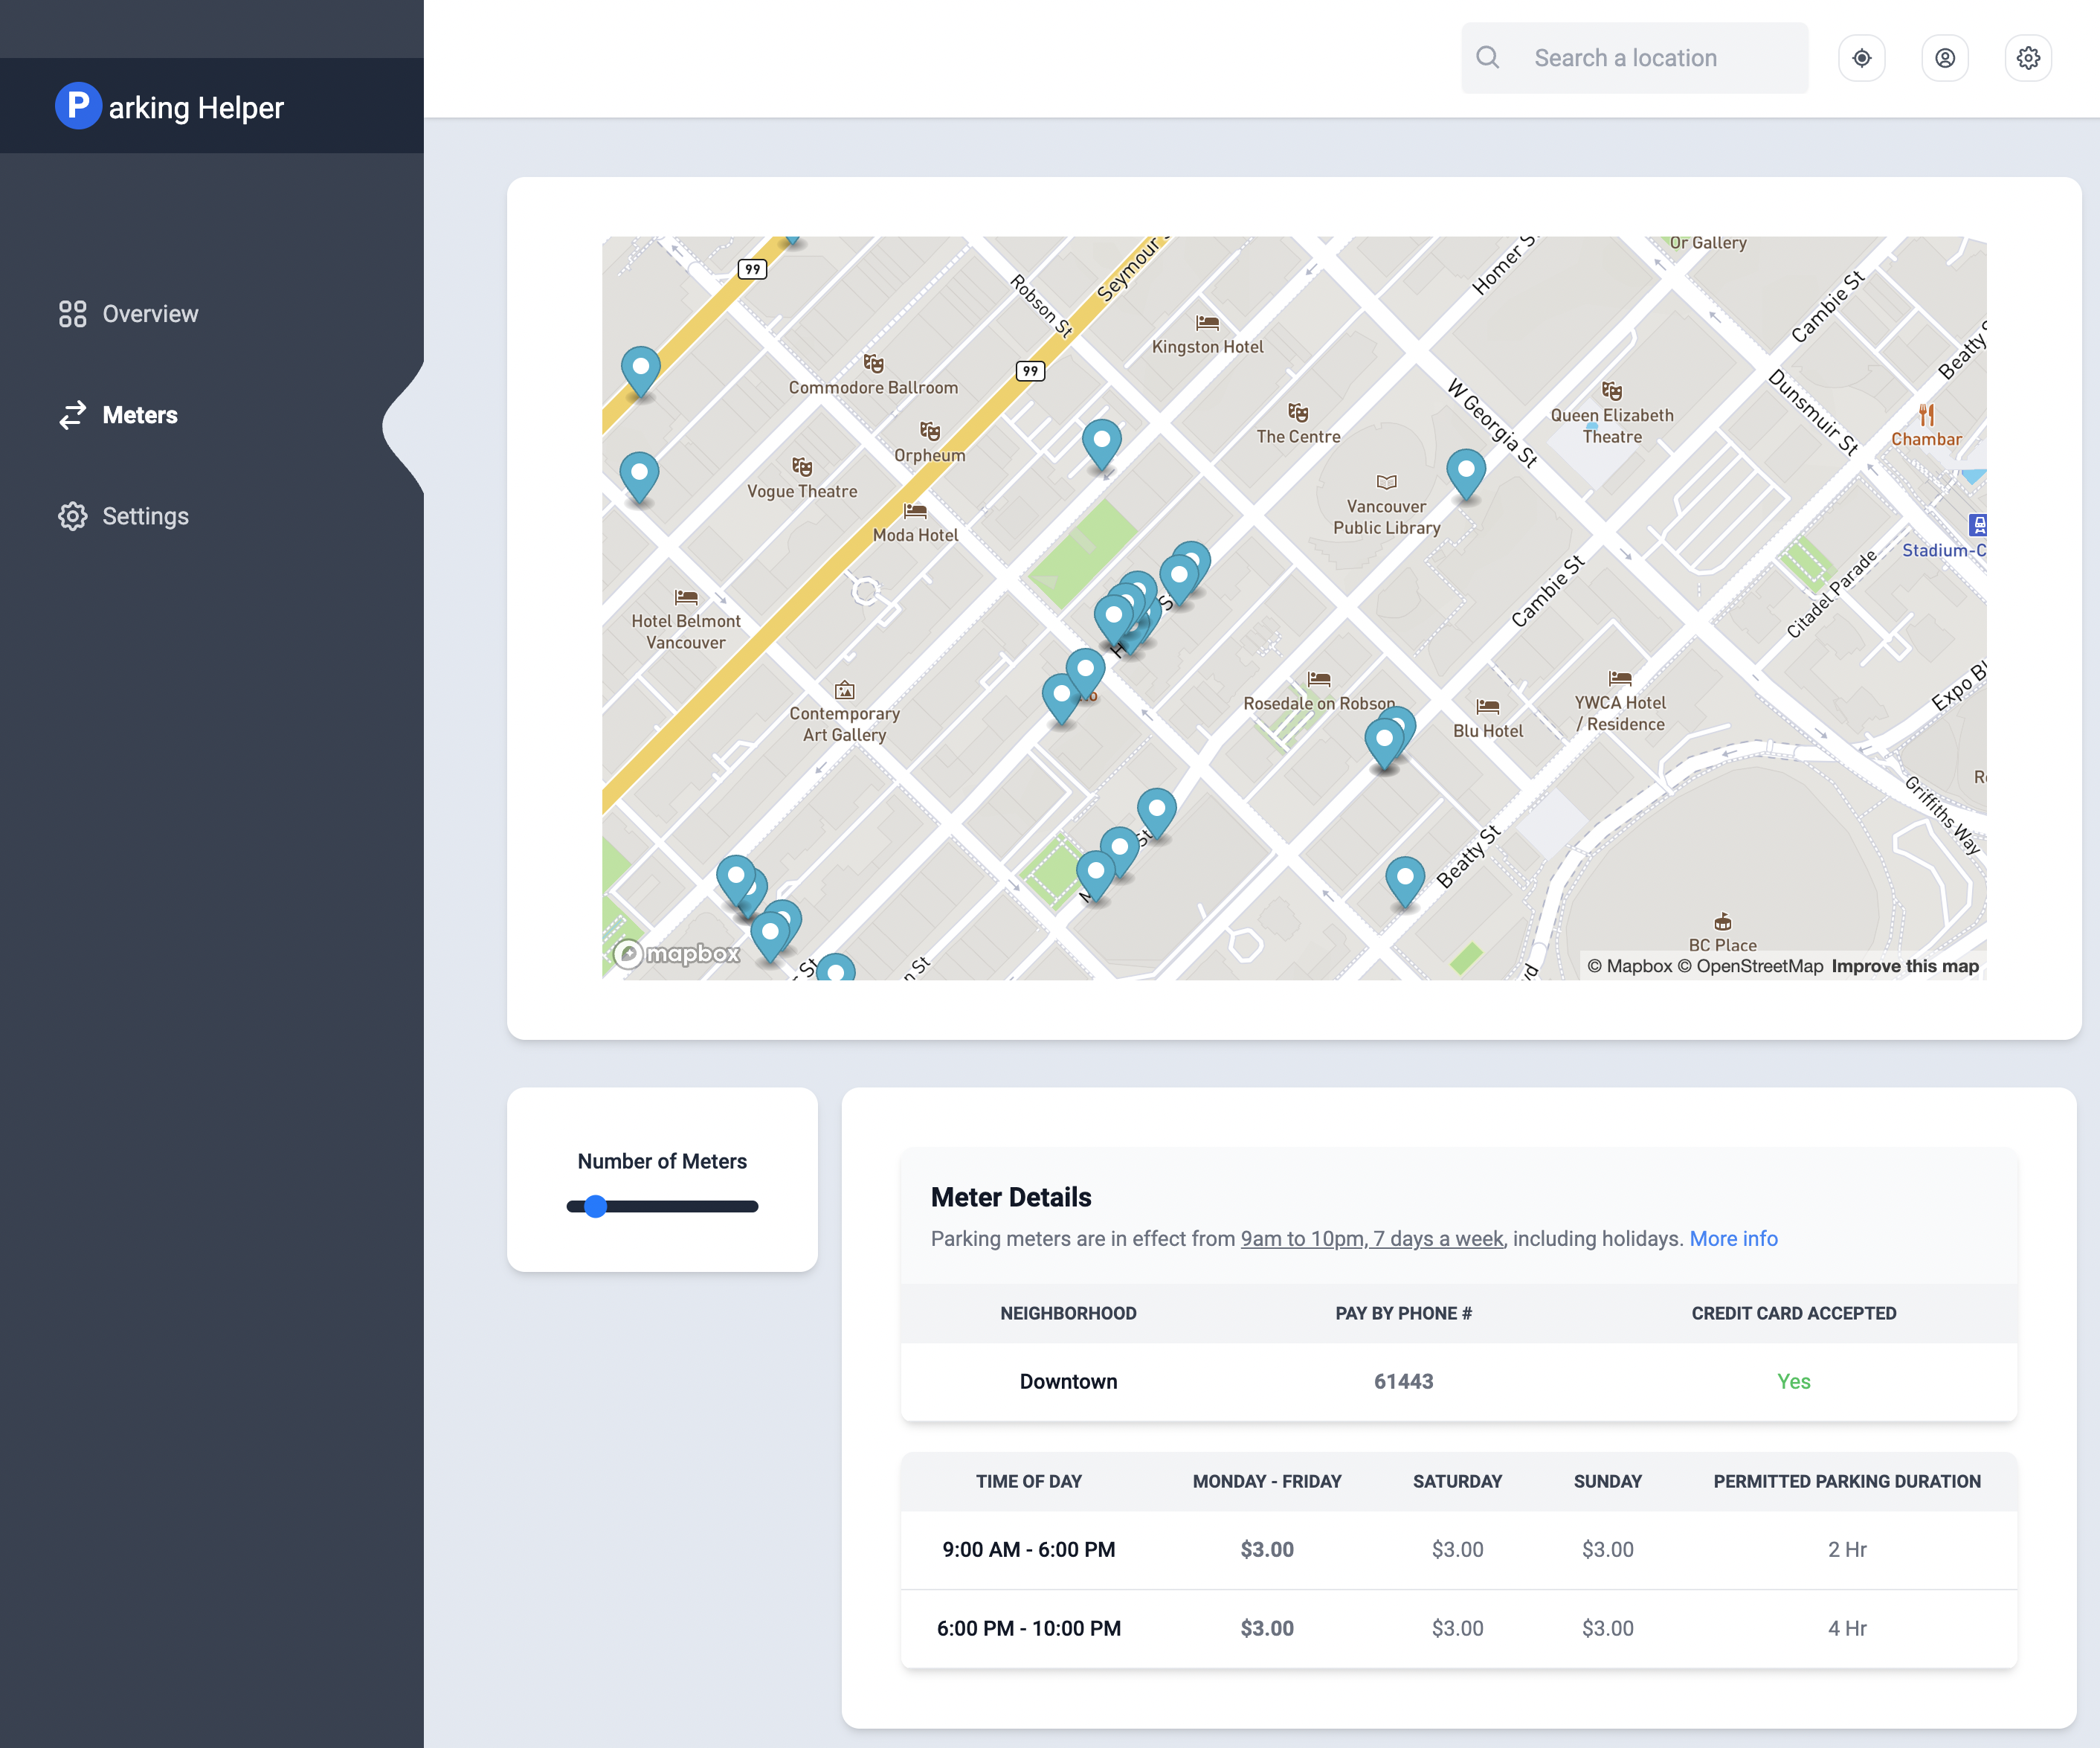 Search a location
Parking Helper
Overview
Meters
Settings
Or Gallery
99
Seymour
Homer S
Cambie St
Robson St
Beatty
Kingston Hotel
99
Commodore Ballroom
W Georgia St
Dunsmuir St
Queen Elizabeth
Theatre
The Centre
Chambar
Orpheum
Vogue Theatre
Vancouver
Public Library
Moda Hotel
Stadium-C
Cambie St
Citadel Parade
Hotel Belmont
Vancouver
Rosedale on Robson
YWCA Hotel
/ Residence
Blu Hotel
Expo Bl
Contemporary
Art Gallery
Griffiths Way
Beatty St
BC Place
mapbox
St
n St
© Mapbox © OpenStreetMap Improve this map
Number of Meters
Meter Details
Parking meters are in effect from 9am to 10pm, 7 days a week, including holidays. More info
NEIGHBORHOOD PAY BY PHONE # CREDIT CARD ACCEPTED
Downtown 61443 Yes
TIME OF DAY MONDAY - FRIDAY SATURDAY SUNDAY PERMITTED PARKING DURATION
9:00 AM - 6:00 PM $3.00 $3.00 $3.00 2 Hr
6:00 PM - 10:00 PM $3.00 $3.00 $3.00 4 Hr